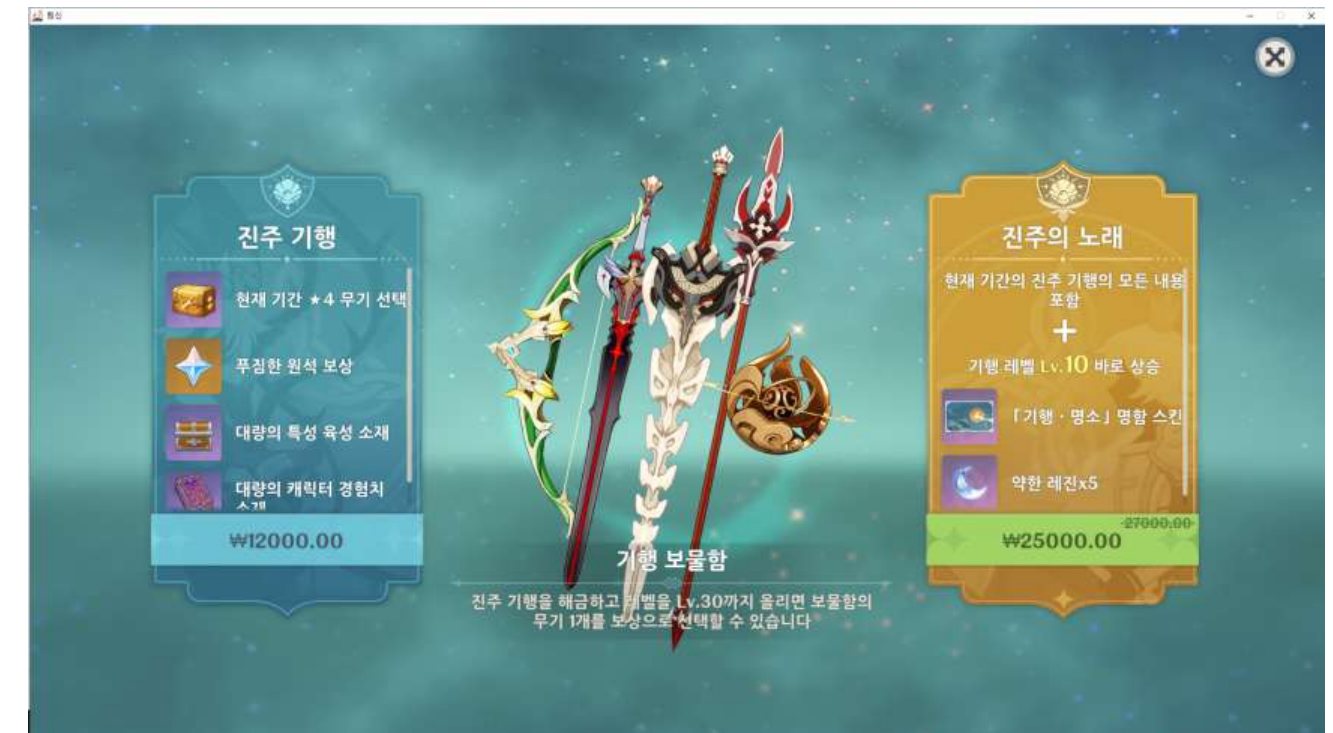 원신
진주 기행
현재 기간 ★4 무기 선택
푸짐한 원석 보상
대량의 특성 육성 소재
대량의 캐릭터 경험치
소재
₩12000.00
기행 보물함
진주 기행을 해금하고 레벨을 Lv.30까지 올리면 보물함의
무기 1개를 보상으로 선택할 수 있습니다
진주의 노래
현재 기간의 진주 기행의 모든 내용
포함
+
기행 레벨 Lv.10 바로 상승
「기행 · 명소」 명함 스킨
약한 레진x5
27000.00
₩25000.00